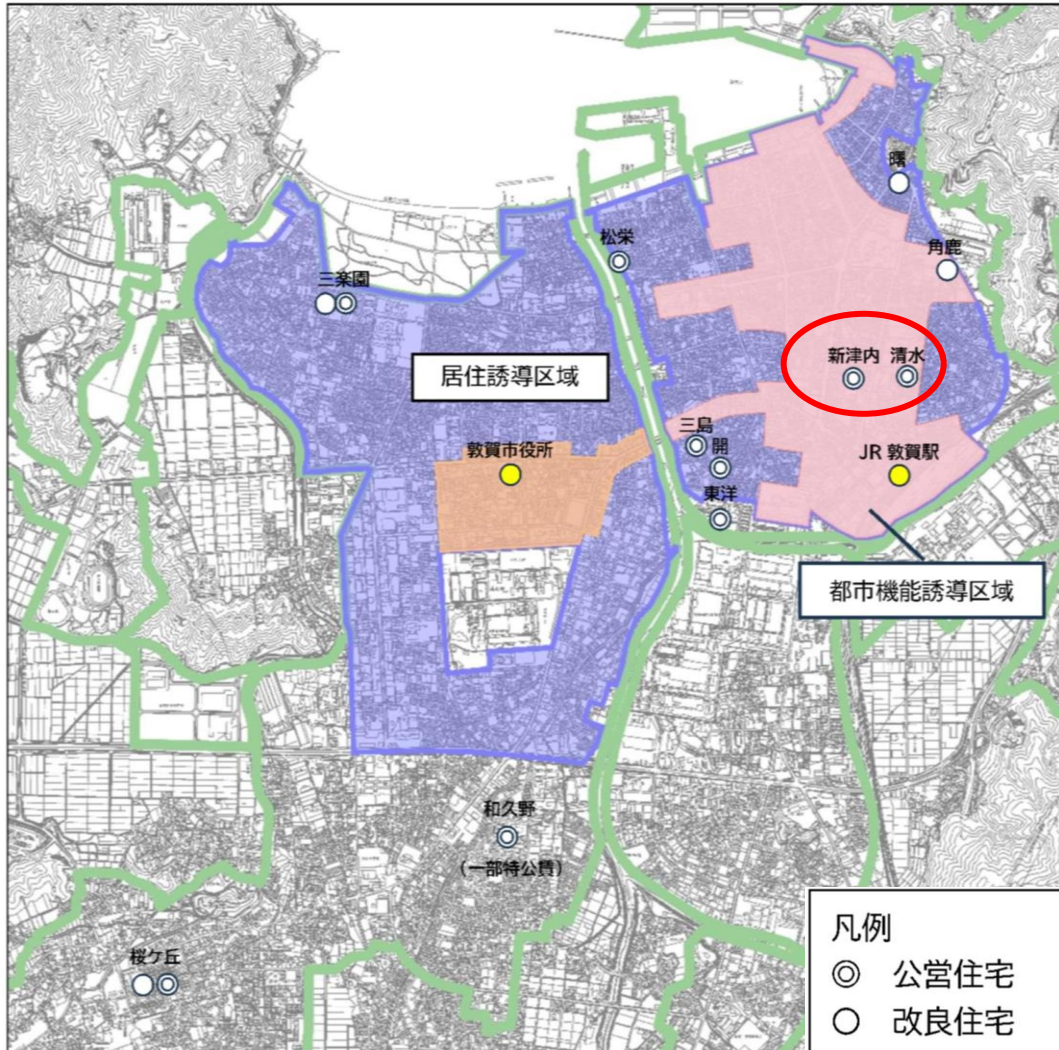 曙
松栄
角鹿
三楽園
新津内 清水
居住誘導区域
三島
開
敦賀市役所
JR 敦賀駅
東洋
都市機能誘導区域
和久野
（一部特公賃）
桜ケ丘
凡例
◎ 公営住宅
○ 改良住宅